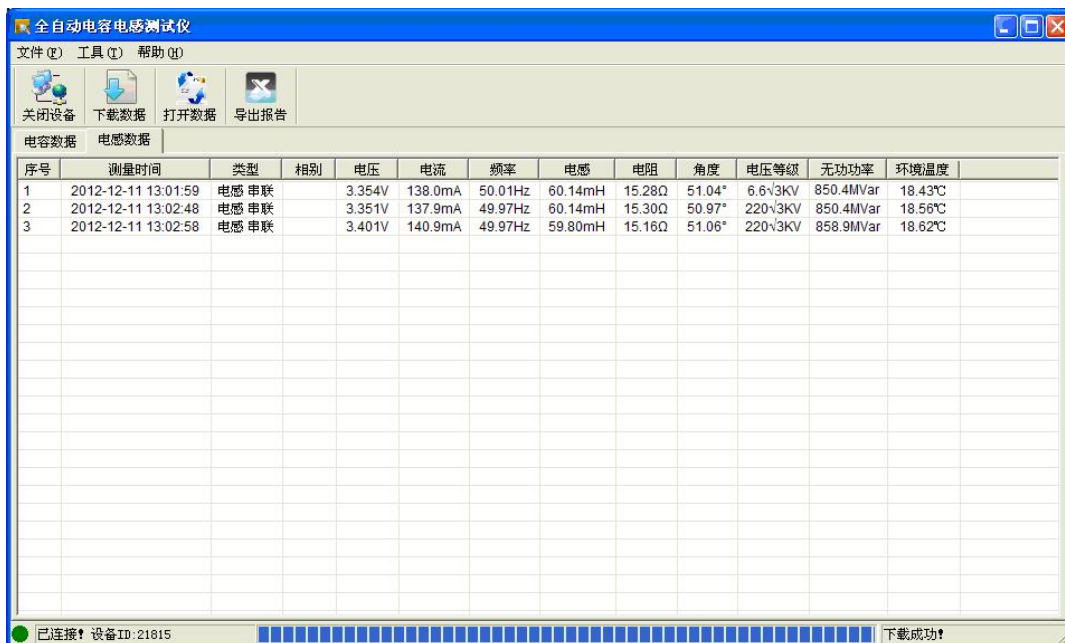 全自动电容电感测试仪
文件(F) 工具(T) 帮助(H)
关闭设备 下载数据 打开数据 导出报告
电容数据 电感数据
序号 测量时间 类型 相别 电压 电流 频率 电感 电阻 角度 电压等级 无功功率 环境温度
1 2012-12-11 13:01:59 电感 串联 3.354V 138.0mA 50.01Hz 60.14mH 15.28Ω 51.04° 6.6√3KV 850.4MVar 18.43℃
2 2012-12-11 13:02:48 电感 串联 3.351V 137.9mA 49.97Hz 60.14mH 15.30Ω 50.97° 220√3KV 850.4MVar 18.56℃
3 2012-12-11 13:02:58 电感 串联 3.401V 140.9mA 49.97Hz 59.80mH 15.16Ω 51.06° 220√3KV 858.9MVar 18.62℃
已连接! 设备ID:21815 下载成功!